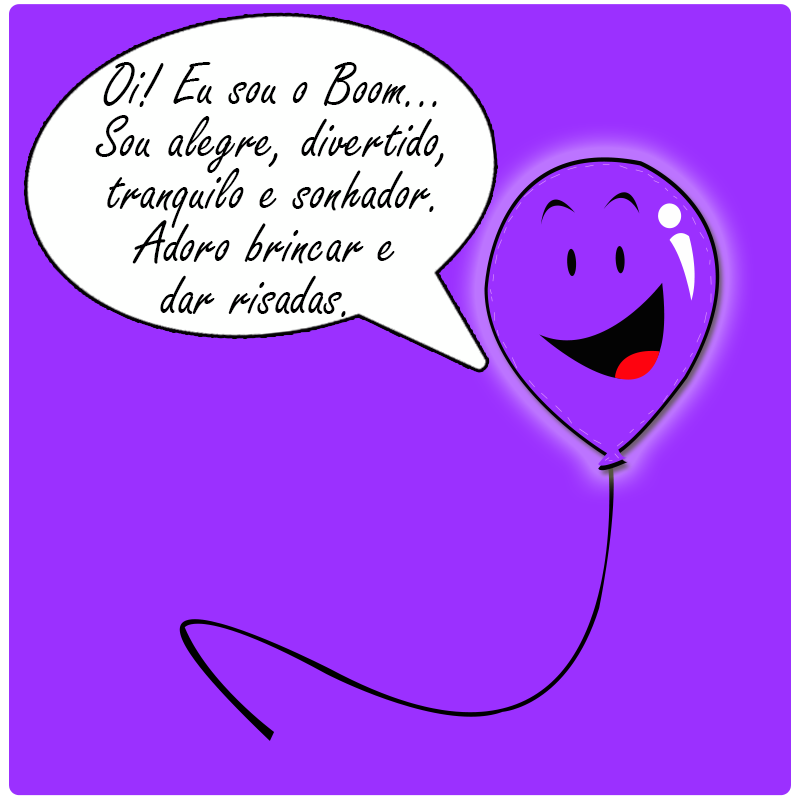 Oi! Eu sou o Boom...
Sou alegre, divertido,
tranquilo e sonhador.
Adoro brincar e
dar risadas.